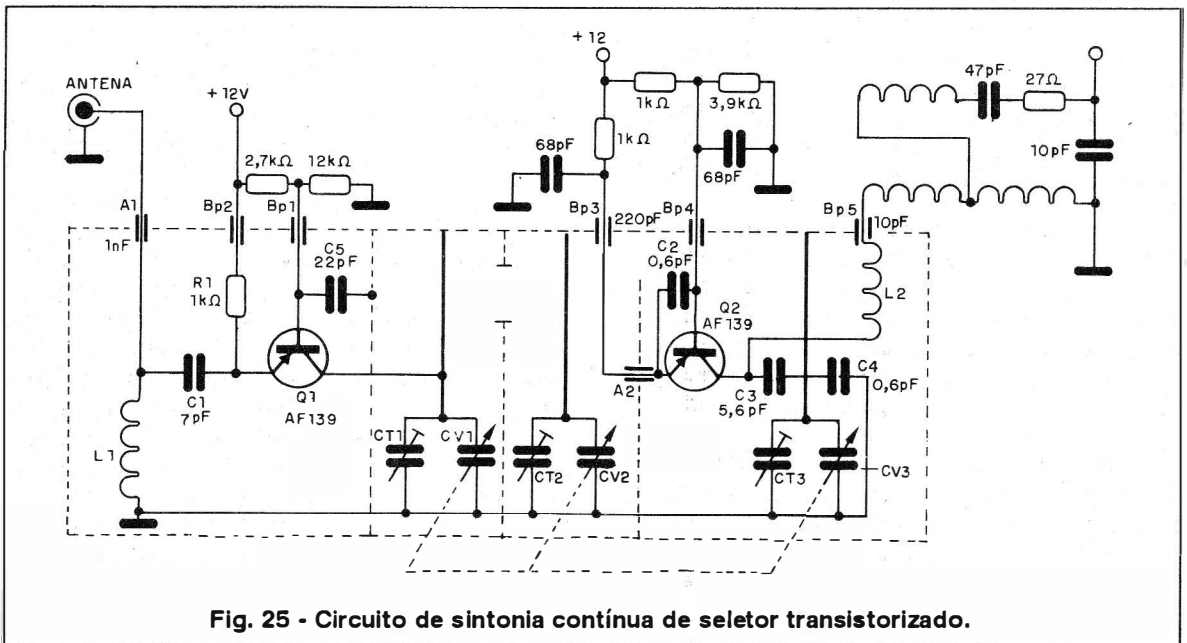 ANTENA
+12V
2,7kΩ
12kΩ
A1
1nF
Bp2
Bp1
R1
1kΩ
C5
22pF
C1
7pF
Q1
AF139
L1
CT1
CV1
+12
1kΩ
3,9kΩ
1kΩ
68pF
68pF
Bp3
220pF
Bp4
C2
0,6pF
Q2
AF139
A2
C3
5,6pF
C4
0,6pF
CT2
CV2
CT3
CV3
47pF
27Ω
10pF
Bp5
10pF
L2
Fig. 25 - Circuito de sintonia contínua de seletor transistorizado.